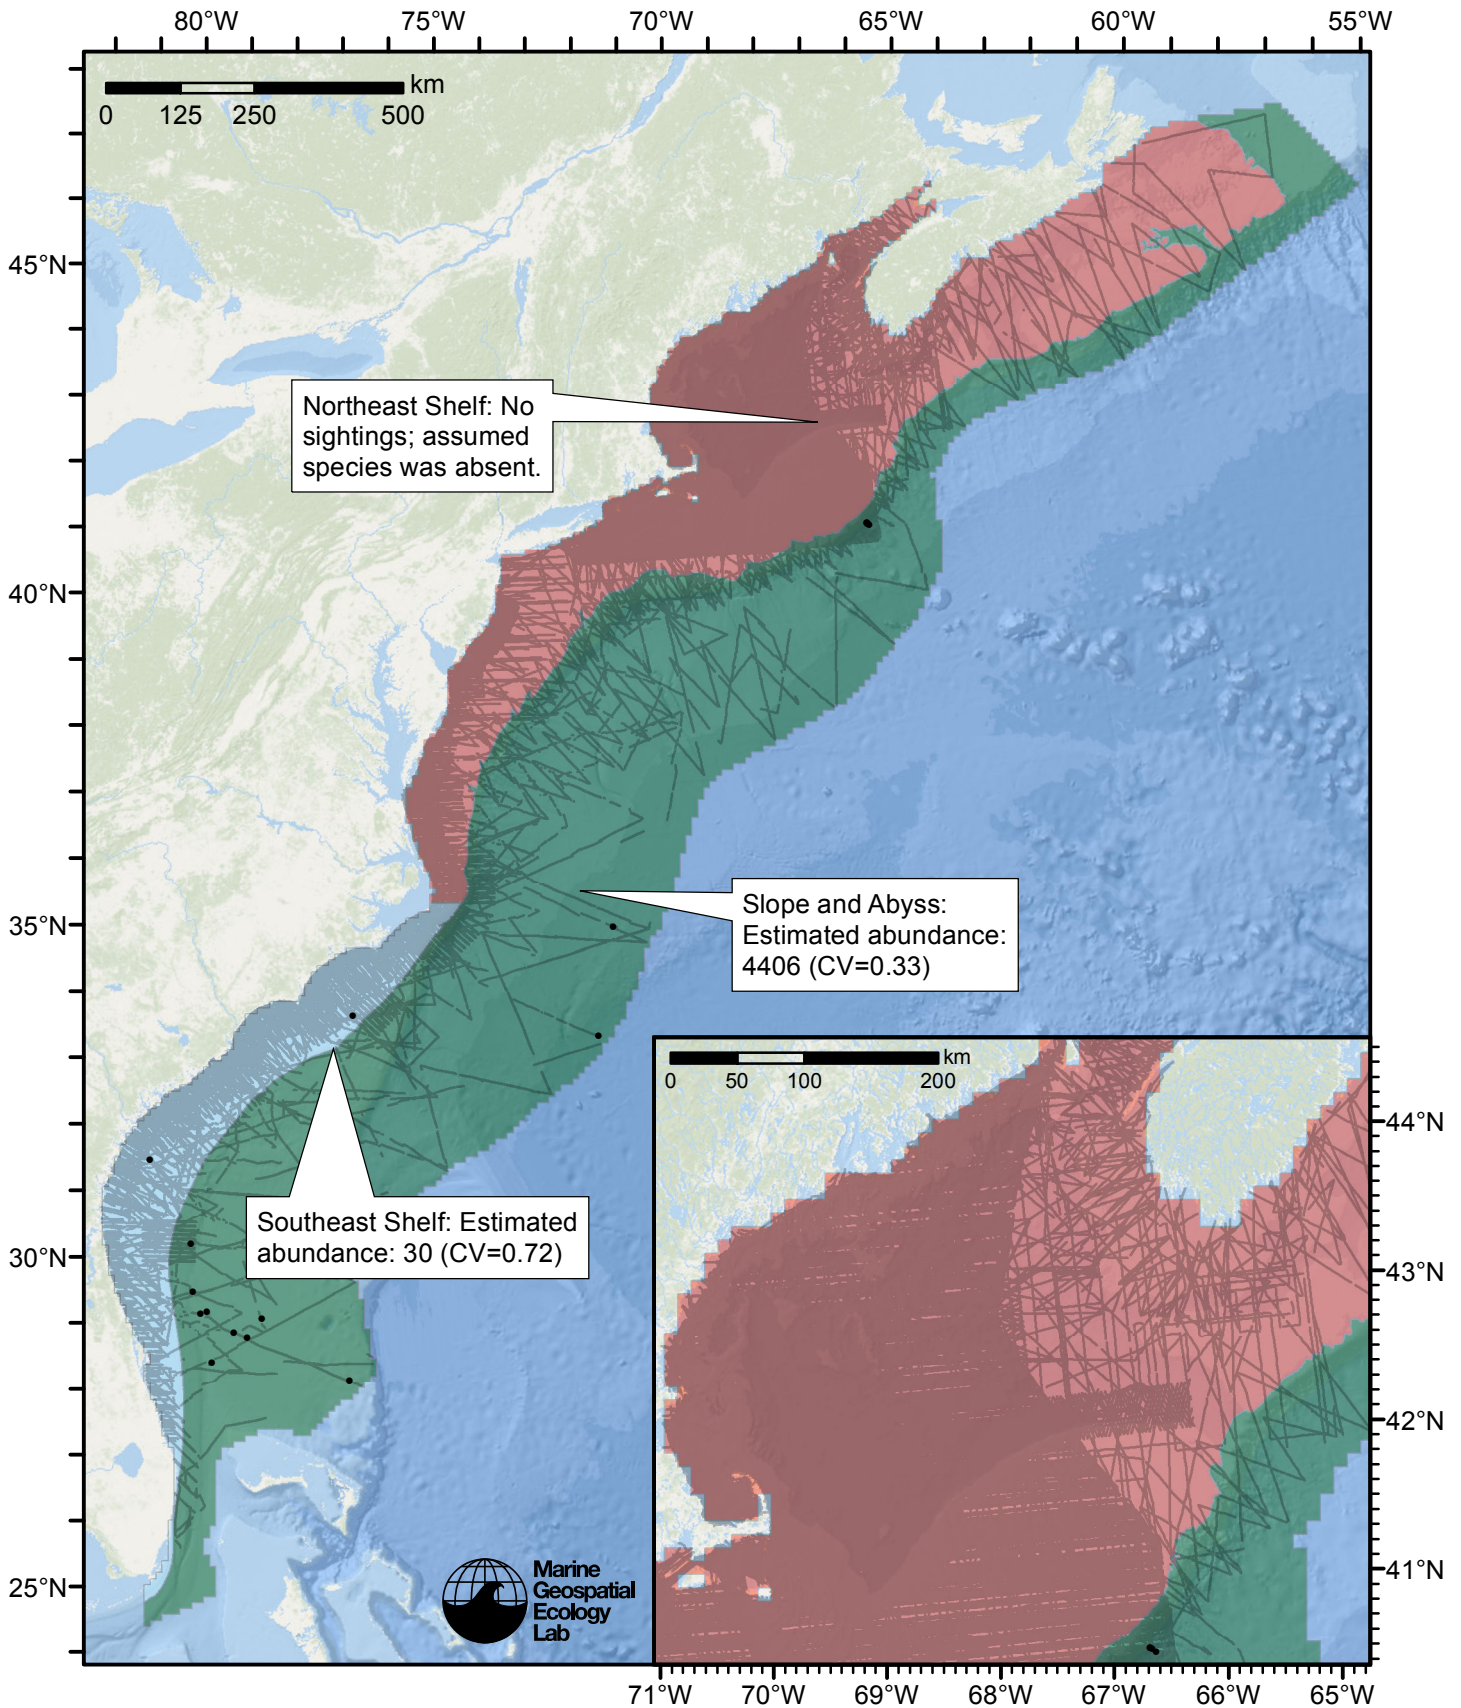 80°W 75°W 70°W 65°W 60°W 55°W
km
0 125 250 500
45°N
Northeast Shelf: No
sightings; assumed
species was absent.
40°N
Slope and Abyss:
Estimated abundance:
4406 (CV=0.33)
35°N
km
0 50 100 200
44°N
Southeast Shelf: Estimated
abundance: 30 (CV=0.72)
30°N
43°N
42°N
Marine
Geospatial
Ecology
Lab
25°N
41°N
71°W 70°W 69°W 68°W 67°W 66°W 65°W